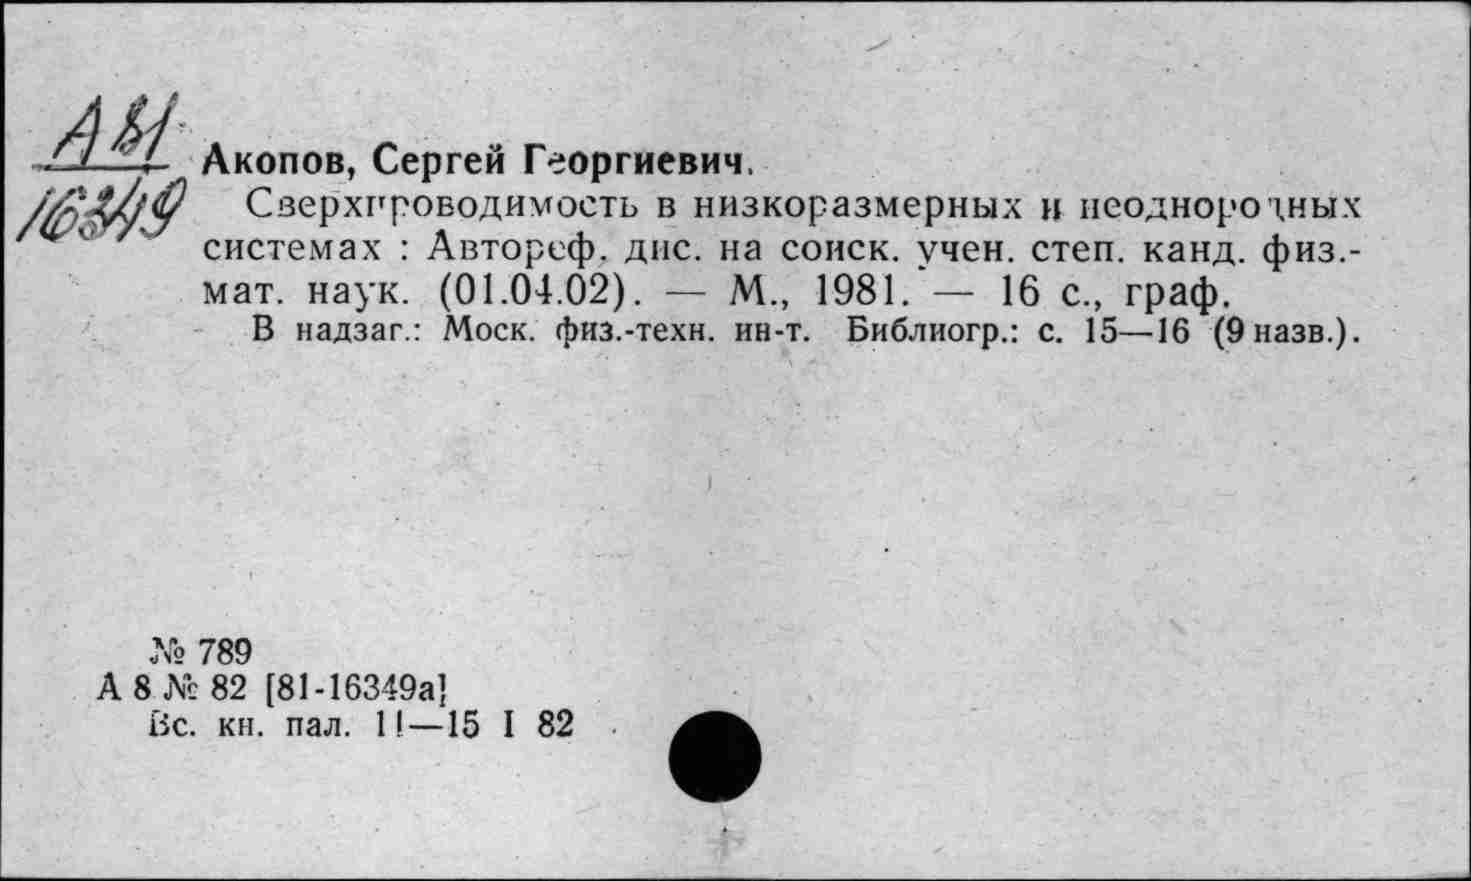 А81
16349
Акопов, Сергей Георгиевич.
Сверхпроводимость в низкоразмерных и неоднородных
системах : Автореф. дис. на соиск. учен. степ. канд. физ.-
мат. наук. (01.04.02). — М., 1981. — 16 с., граф.
В надзаг.: Моск. физ.-техн. ин-т. Библиогр.: с. 15—16 (9 назв.).
№ 789
А 8 № 82 [81-16349а]
Вс. кн. пал. 11—15 I 82